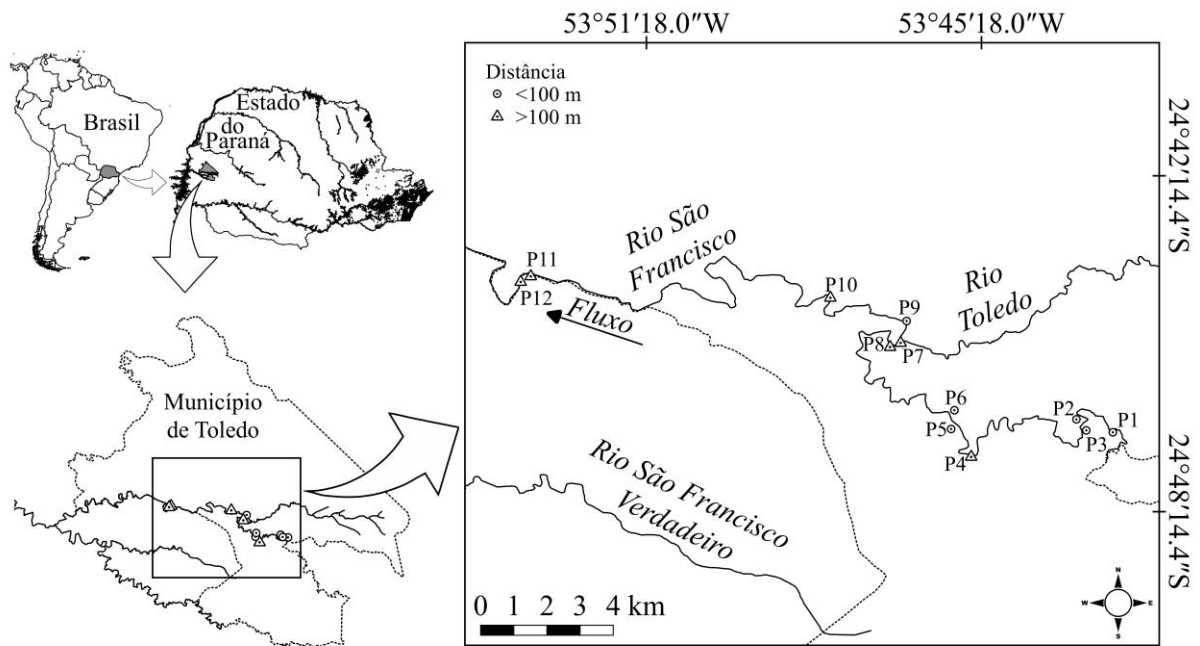 53°51'18.0"W
53°45'18.0"W
Brasil
Estado
do
Paraná
Distância
<100 m
>100 m
24°42'14.4"S
Rio São
Francisco
Rio
Toledo
P11
P12
Fluxo
P10
P9
P8
P7
P6
P5
P4
P2
P3
P1
Município
de Toledo
Rio São Francisco
Verdadeiro
24°48'14.4"S
0 1 2 3 4 km
N
W
E
S